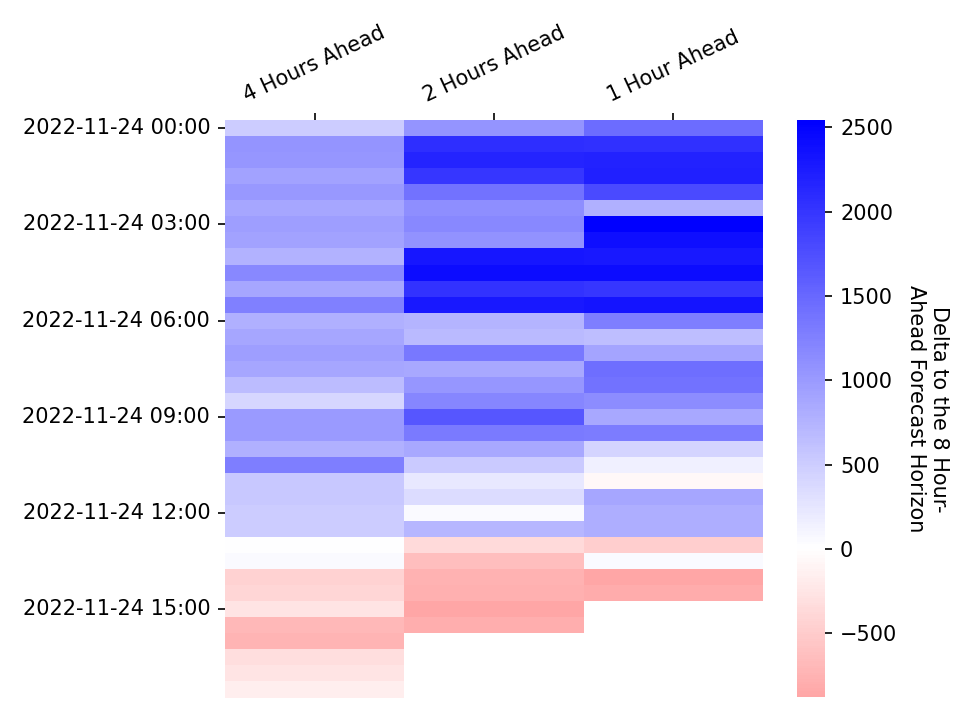 4 Hours Ahead
2 Hours Ahead
1 Hour Ahead
2022-11-24 00:00
2022-11-24 03:00
2022-11-24 06:00
2022-11-24 09:00
2022-11-24 12:00
2022-11-24 15:00
2500
2000
1500
1000
500
0
−500
Delta to the 8 Hour-
Ahead Forecast Horizon